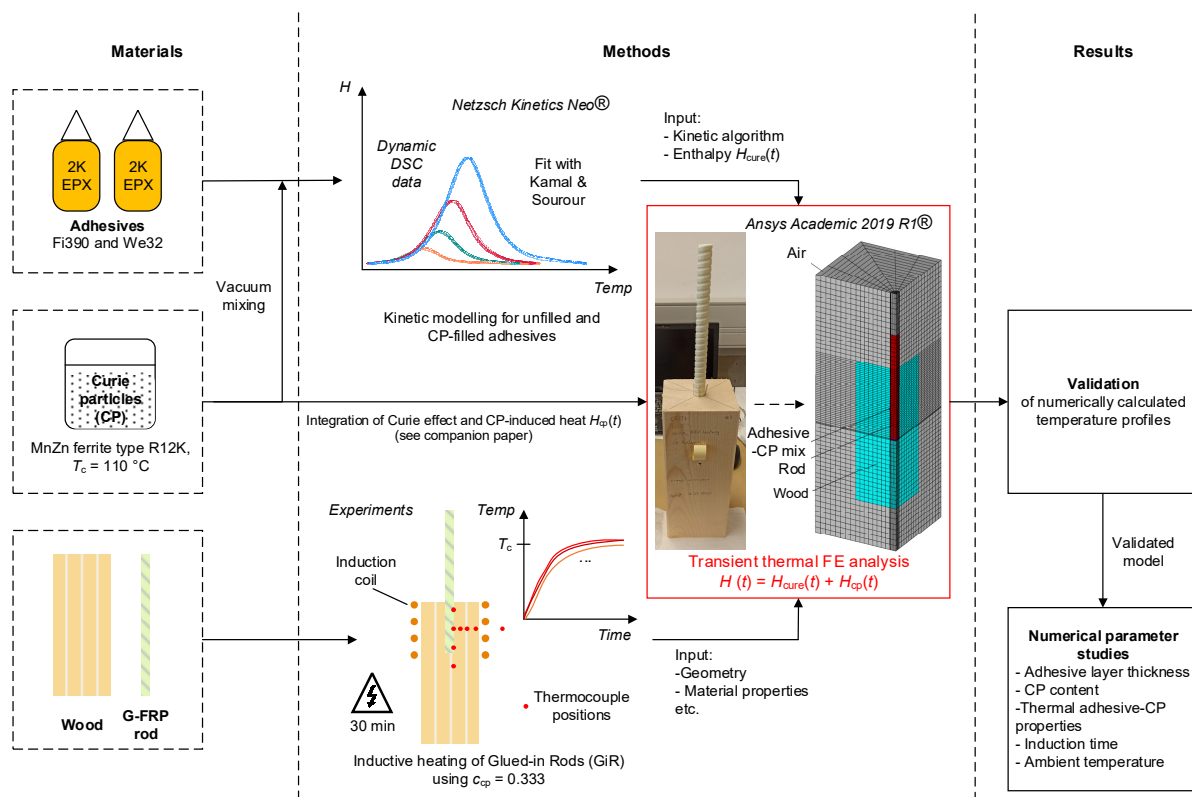 Materials
Methods
Results
2K
EPX
2K
EPX
Adhesives
Fi390 and We32
Vacuum
mixing
Curie
particles
(CP)
MnZn ferrite type R12K,
Tc = 110 °C
Wood
G-FRP
rod
H
Netzsch Kinetics Neo®
Dynamic
DSC
data
Fit with
Kamal &
Sourour
Temp
Kinetic modelling for unfilled and
CP-filled adhesives
Input:
- Kinetic algorithm
- Enthalpy Hcure(t)
Integration of Curie effect and CP-induced heat Hcp(t)
(see companion paper)
Experiments
Induction
coil
Temp
Tc
...
Time
30 min
Thermocouple
positions
Inductive heating of Glued-in Rods (GiR)
using ccp = 0.333
Input:
-Geometry
- Material properties
etc.
Ansys Academic 2019 R1®
Air
Adhesive
-CP mix
Rod
Wood
Transient thermal FE analysis
H (t) = Hcure(t) + Hcp(t)
Validation
of numerically calculated
temperature profiles
Validated
model
Numerical parameter
studies
- Adhesive layer thickness
- CP content
-Thermal adhesive-CP
properties
- Induction time
- Ambient temperature